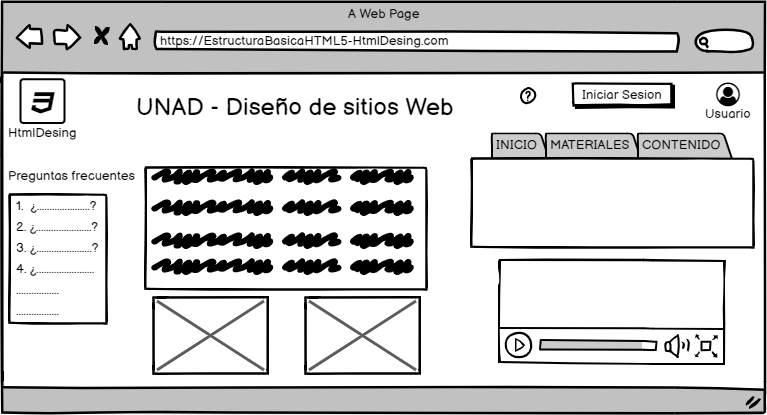 A Web Page
https://EstructuraBasicaHTML5-HtmlDesing.com
HtmlDesing
UNAD - Diseño de sitios Web
?
Iniciar Sesion
Usuario
INICIO MATERIALES CONTENIDO
Preguntas frecuentes
1. ¿......................?
2. ¿......................?
3. ¿.........................?
4. ¿.......................
..................
..................